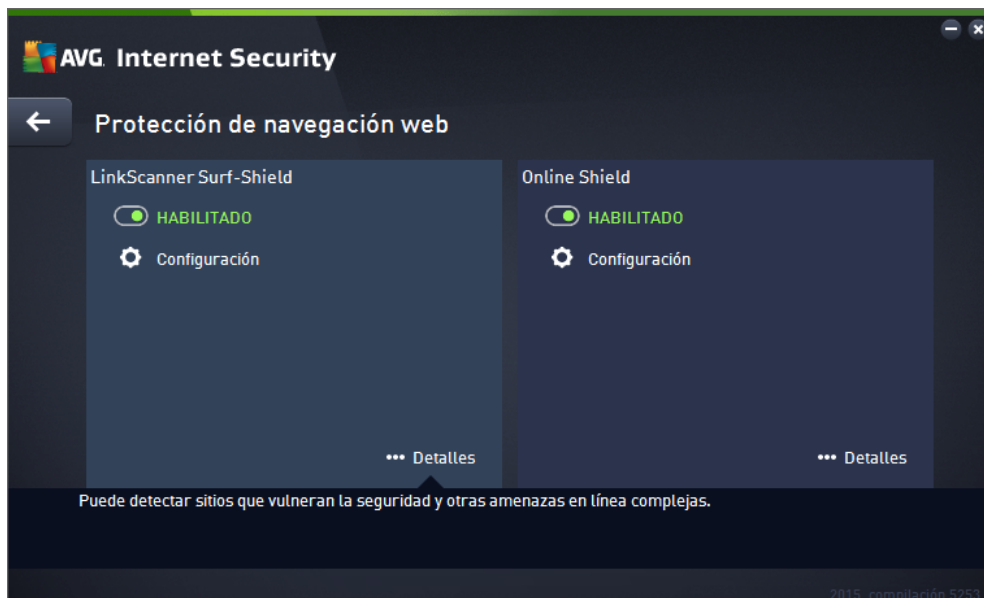 AVG. Internet Security
Protección de navegación web
LinkScanner Surf-Shield
HABILITADO
Configuración
••• Detalles
Online Shield
HABILITADO
Configuración
••• Detalles
Puede detectar sitios que vulneran la seguridad y otras amenazas en línea complejas.
2015 compilación 5253